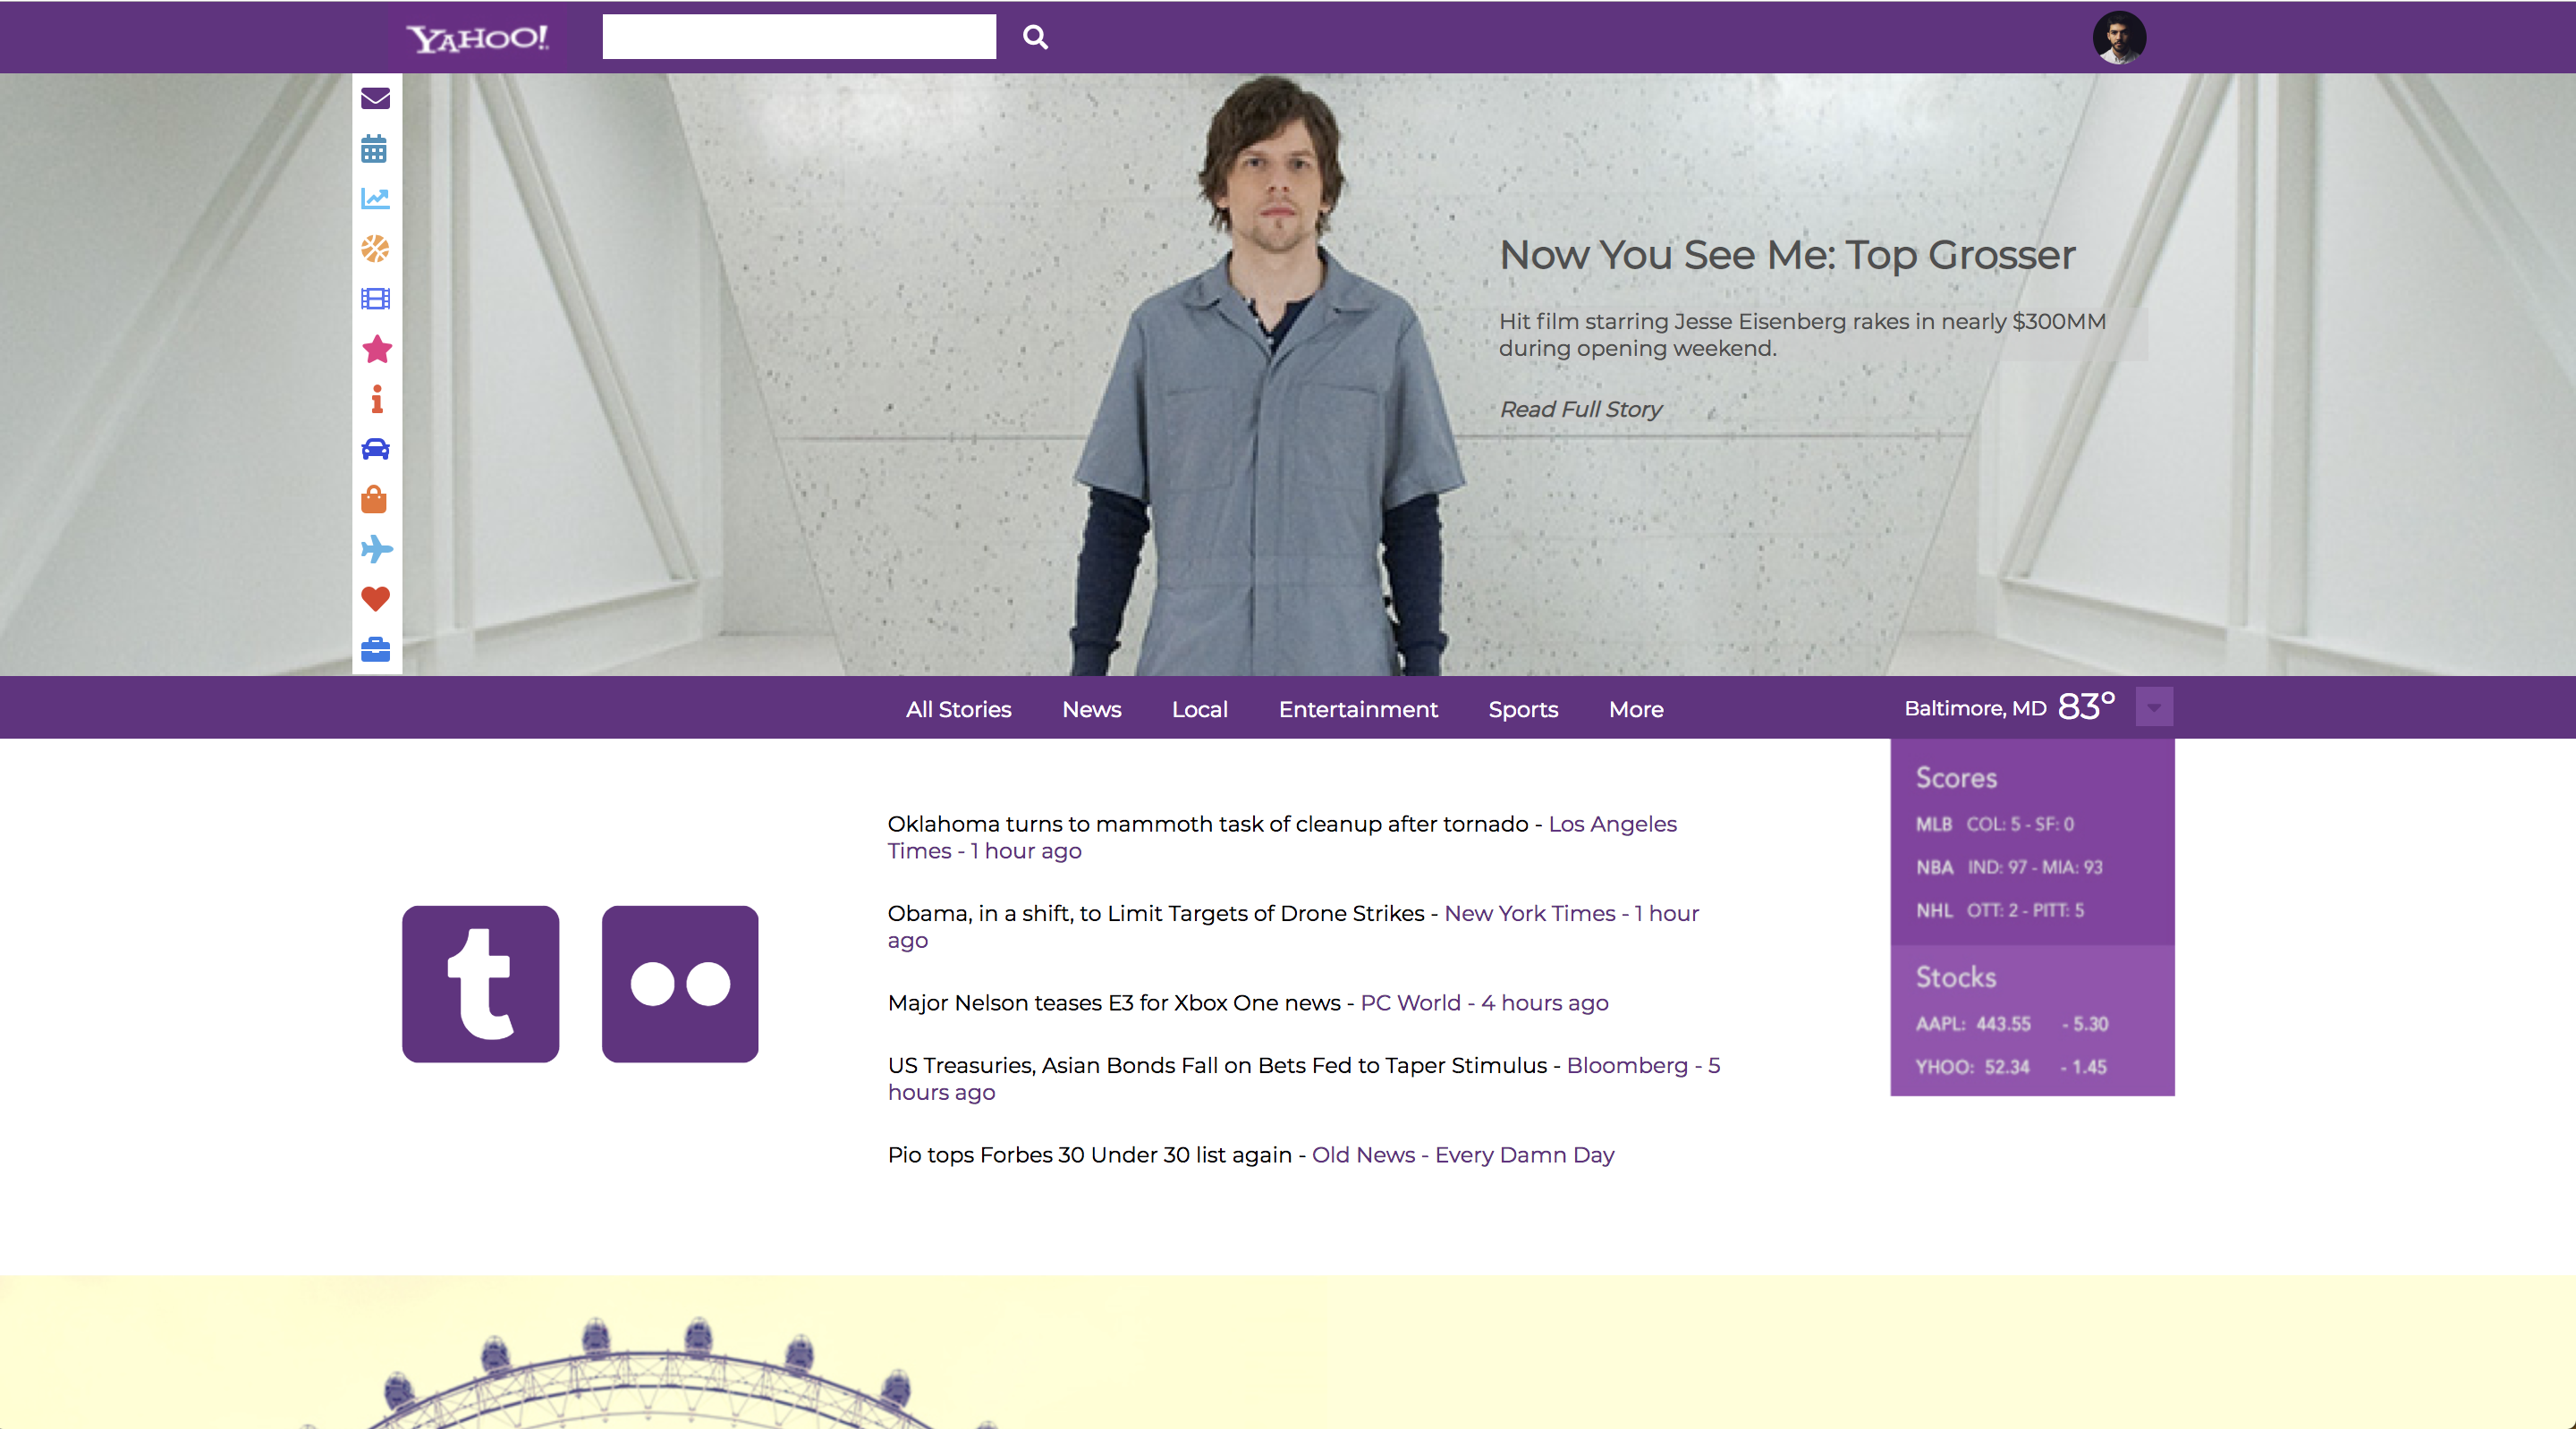 YAHOO!
Now You See Me: Top Grosser
Hit film starring Jesse Eisenberg rakes in nearly $300MM
during opening weekend.
Read Full Story
All Stories News Local Entertainment Sports More
Baltimore, MD 83°
Scores
MLB COL: 5 - SF: 0
NBA IND: 97 - MIA: 93
NHL OTT: 2 - PITT: 5
Stocks
AAPL: 443.55 - 5.30
YHOO: 52.34 - 1.45
Oklahoma turns to mammoth task of cleanup after tornado - Los Angeles
Times - 1 hour ago
Obama, in a shift, to Limit Targets of Drone Strikes - New York Times - 1 hour
ago
Major Nelson teases E3 for Xbox One news - PC World - 4 hours ago
US Treasuries, Asian Bonds Fall on Bets Fed to Taper Stimulus - Bloomberg - 5
hours ago
Pio tops Forbes 30 Under 30 list again - Old News - Every Damn Day
t